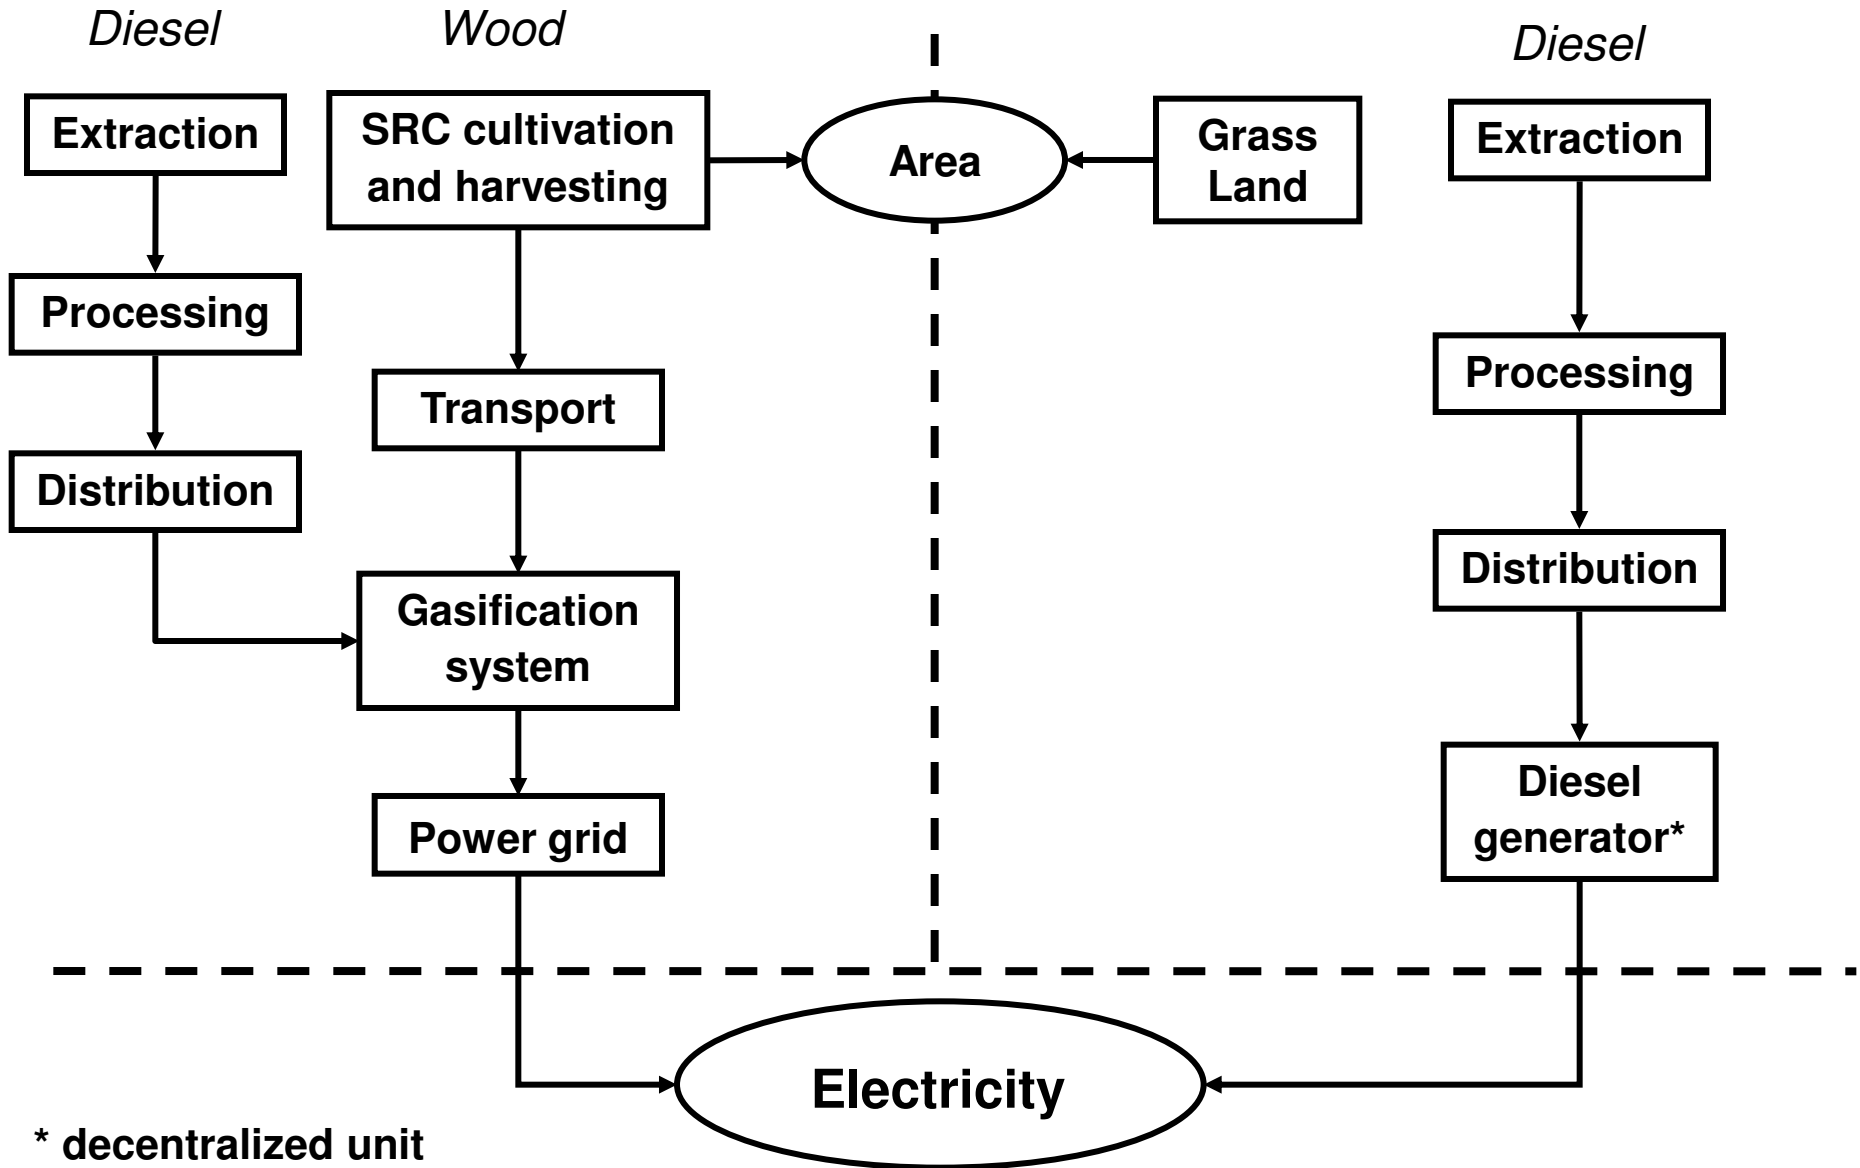 Diesel
Wood
Diesel
Extraction
SRC cultivation
and harvesting
Area
Grass
Land
Extraction
Processing
Processing
Transport
Distribution
Distribution
Gasification
system
Diesel
generator*
Power grid
Electricity
* decentralized unit